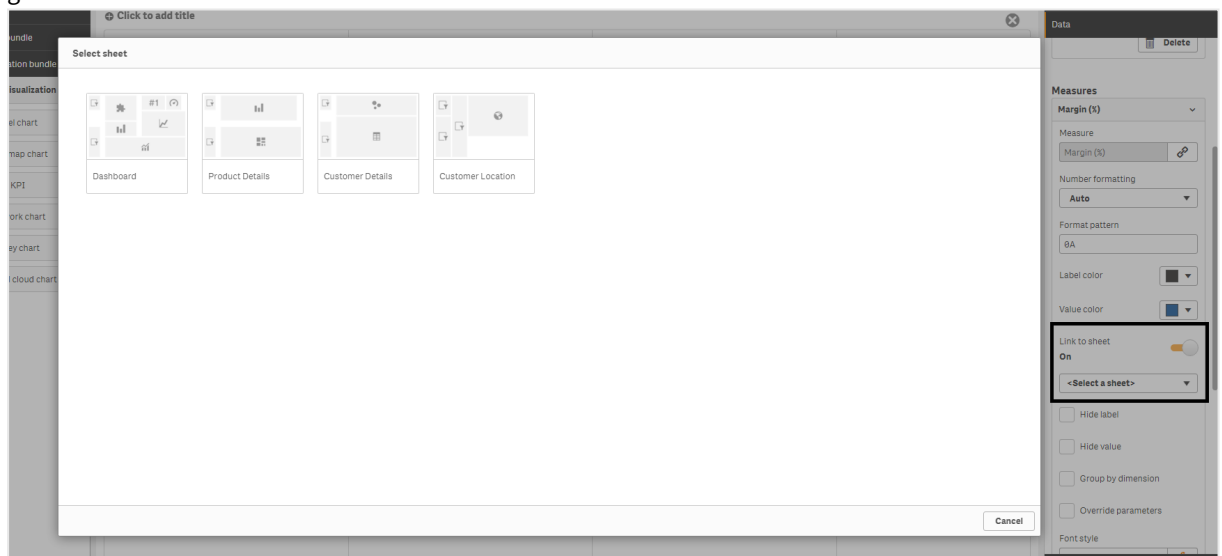 Click to add title
Data
undle
ation bundle
isualization
el chart
map chart
KPI
ork chart
ey chart
cloud chart
Select sheet
#1
Dashboard
Product Details
Customer Details
Customer Location
Cancel
Delete
Measures
Margin (%)
Measure
Margin (%)
Number formatting
Auto
Format pattern
0A
Label color
Value color
Link to sheet
On
<Select a sheet>
Hide label
Hide value
Group by dimension
Override parameters
Font style